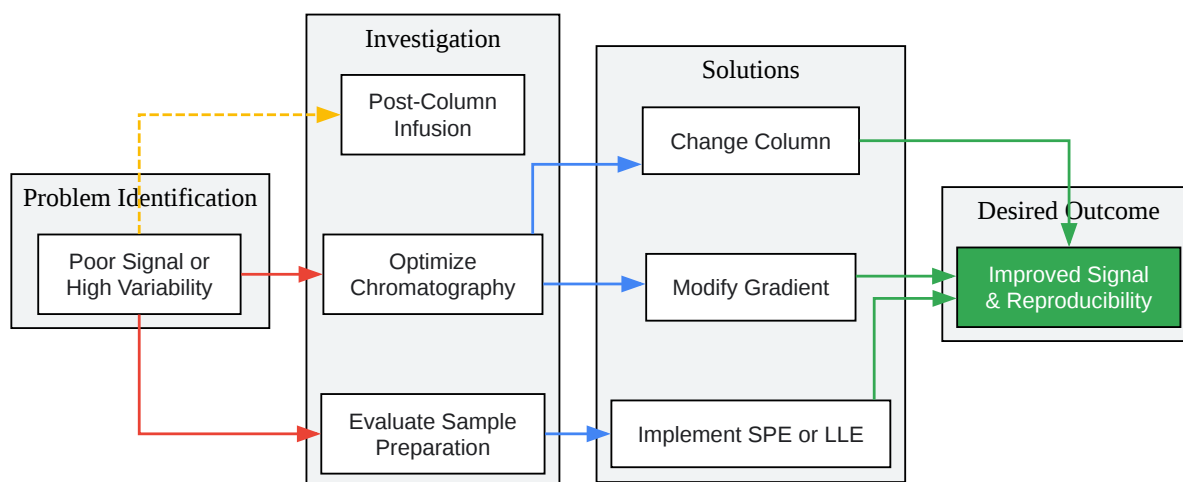 Problem Identification
Poor Signal or
High Variability
Investigation
Post-Column
Infusion
Optimize
Chromatography
Evaluate Sample
Preparation
Solutions
Change Column
Modify Gradient
Implement SPE or LLE
Desired Outcome
Improved Signal
& Reproducibility